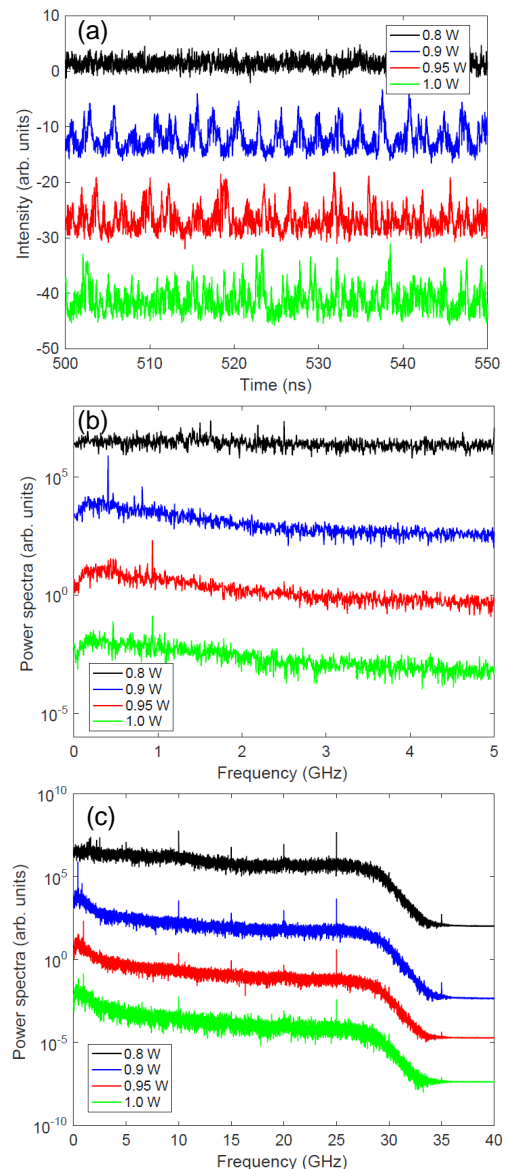 (a)
0.8 W
0.9 W
0.95 W
1.0 W
10
0
-10
-20
-30
-40
-50
Intensity (arb. units)
500
510
520
530
540
550
Time (ns)
(b)
10^5
10^0
10^-5
Power spectra (arb. units)
0.8 W
0.9 W
0.95 W
1.0 W
0
1
2
3
4
5
Frequency (GHz)
(c)
10^10
10^5
10^0
10^-5
10^-10
Power spectra (arb. units)
0.8 W
0.9 W
0.95 W
1.0 W
0
5
10
15
20
25
30
35
40
Frequency (GHz)